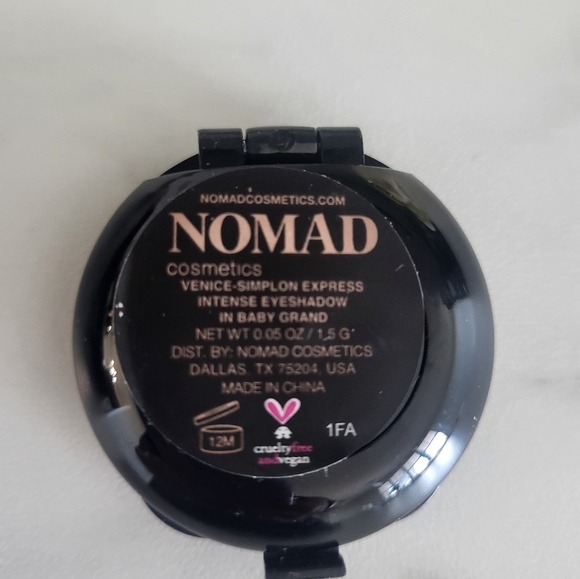 NOMADCOSMETICS.COM
NOMAD
cosmetics
VENICE-SIMPLON EXPRESS
INTENSE EYESHADOW
IN BABY GRAND
NET WT 0.05 OZ / 1.5 G
DIST. BY: NOMAD COSMETICS
DALLAS, TX 75204, USA
MADE IN CHINA
12M
crueltyfree
andvegan
1FA